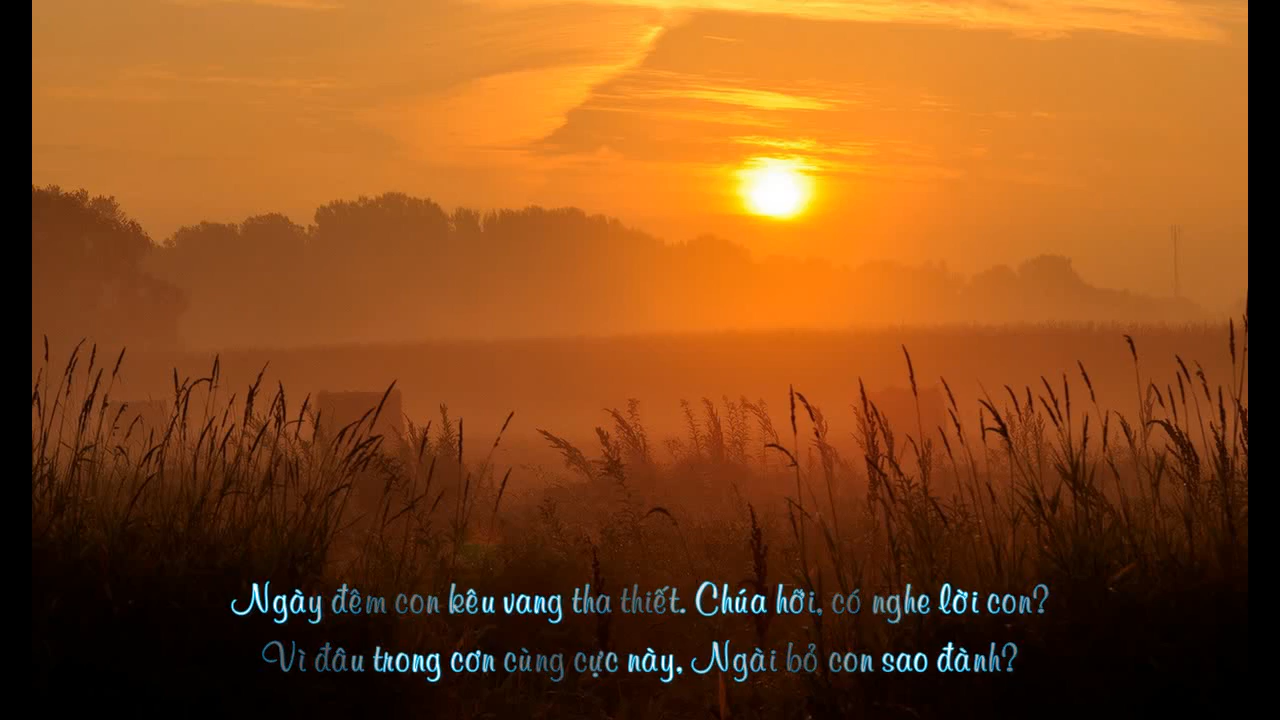 Ngày đêm con kêu vang tha thiết. Chúa hỡi, có nghe lời con?
Vì đâu trong cơn cùng cực này, Ngài bỏ con sao đành?